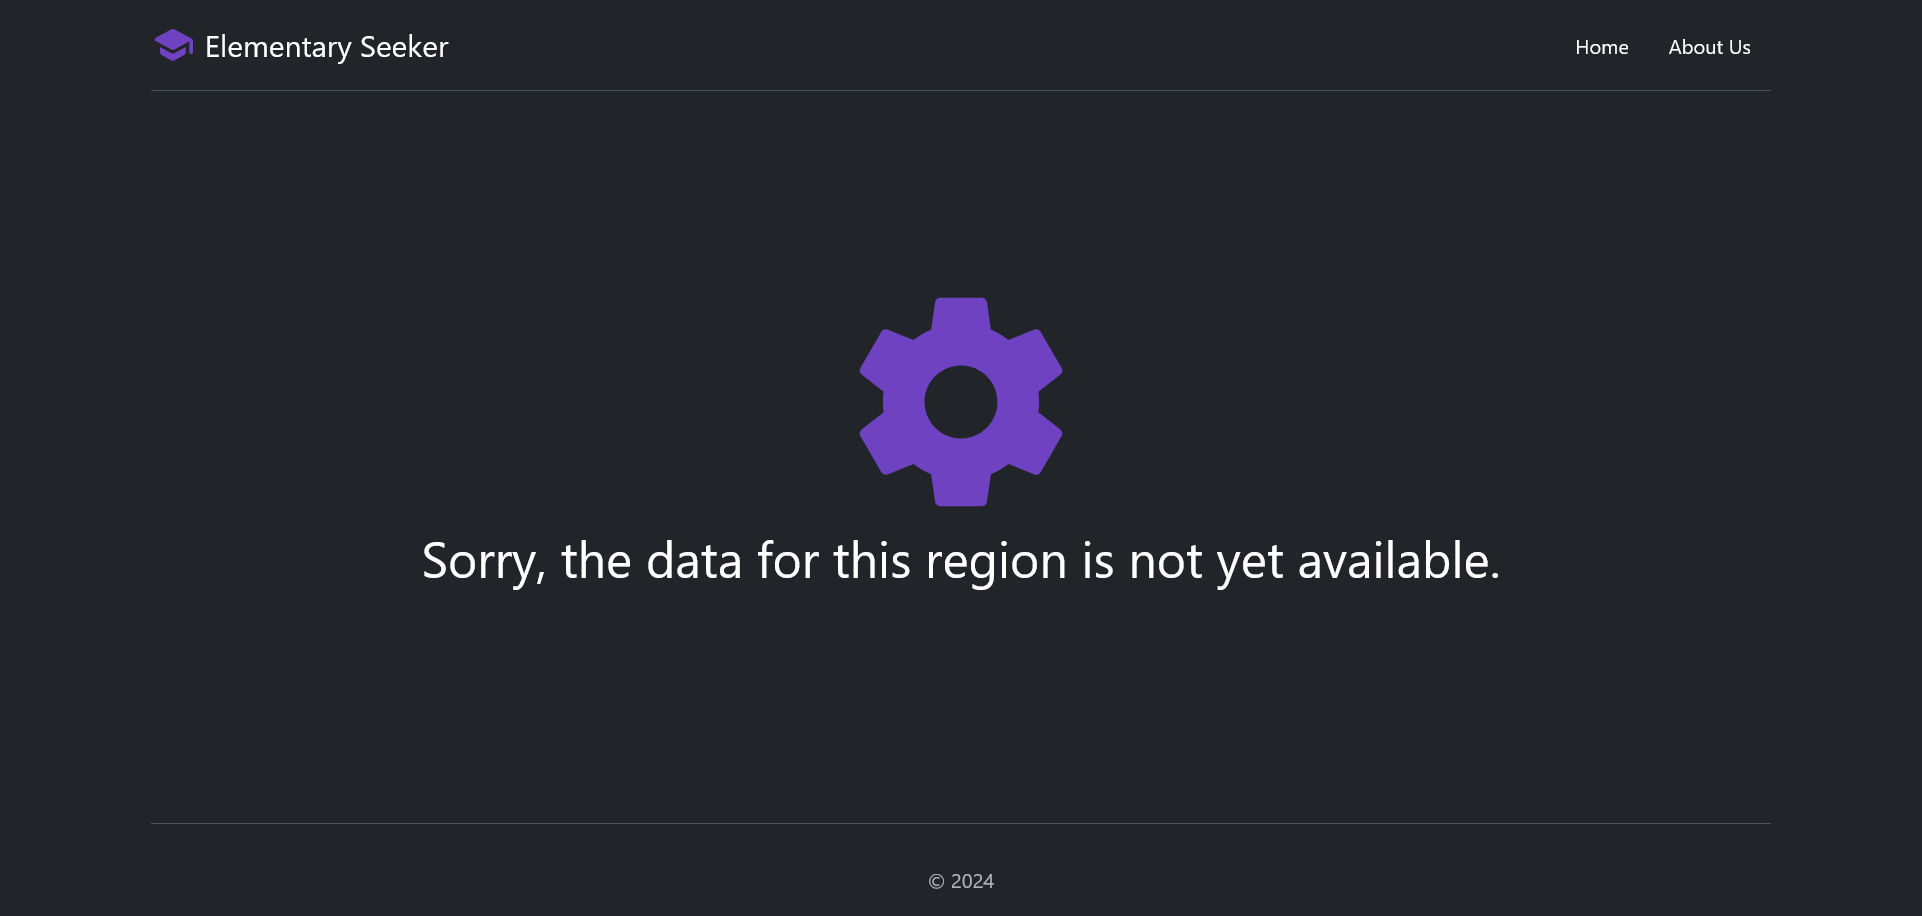 Elementary Seeker
Home
About Us
Sorry, the data for this region is not yet available.
© 2024